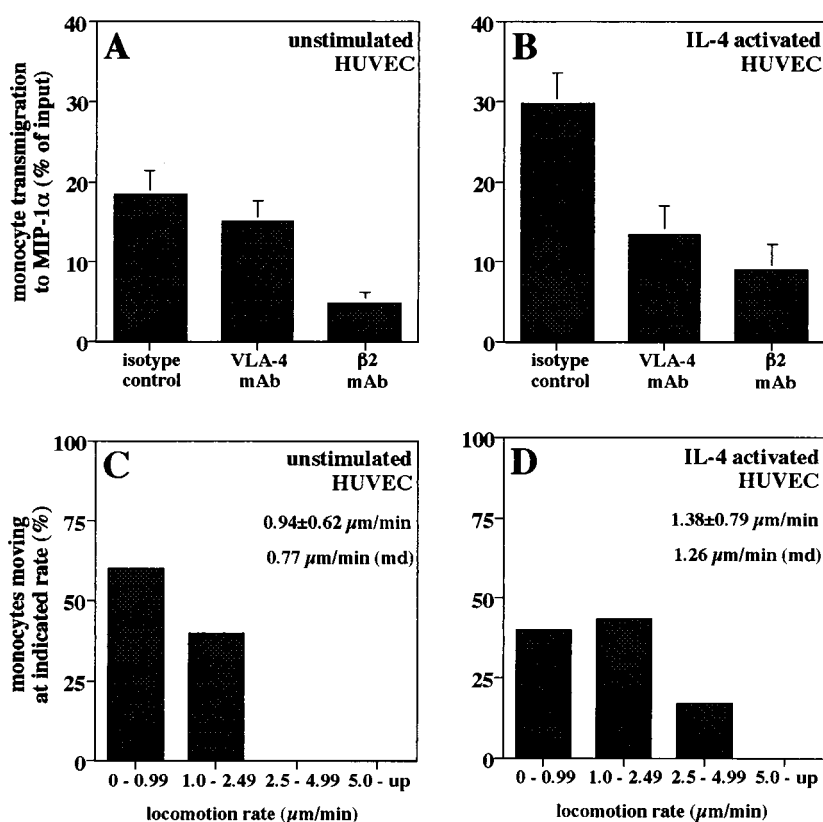 A
unstimulated
HUVEC
monocyte transmigration
to MIP-1α (% of input)
40
30
20
10
0
isotype
control
VLA-4
mAb
β2
mAb
B
IL-4 activated
HUVEC
40
30
20
10
0
isotype
control
VLA-4
mAb
β2
mAb
C
unstimulated
HUVEC
0.94±0.62 µm/min
0.77 µm/min (md)
monocytes moving
at indicated rate (%)
100
75
50
25
0
0 - 0.99 1.0 - 2.49 2.5 - 4.99 5.0 - up
locomotion rate (µm/min)
D
IL-4 activated
HUVEC
1.38±0.79 µm/min
1.26 µm/min (md)
100
75
50
25
0
0 - 0.99 1.0 - 2.49 2.5 - 4.99 5.0 - up
locomotion rate (µm/min)